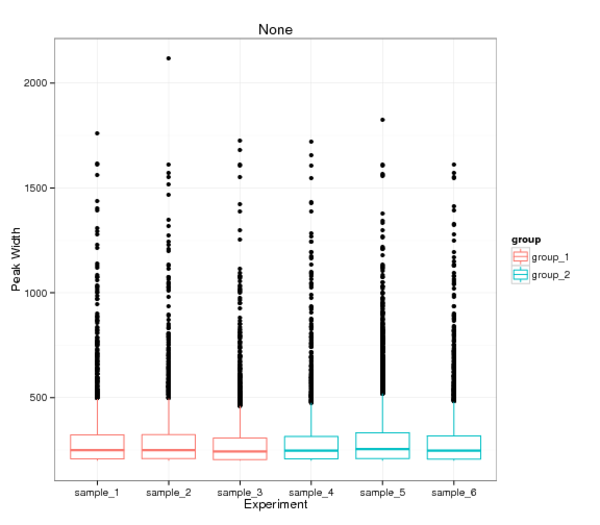 None
Peak Width
2000
1500
1000
500
sample_1 sample_2 sample_3 sample_4 sample_5 sample_6
Experiment
group
group_1
group_2